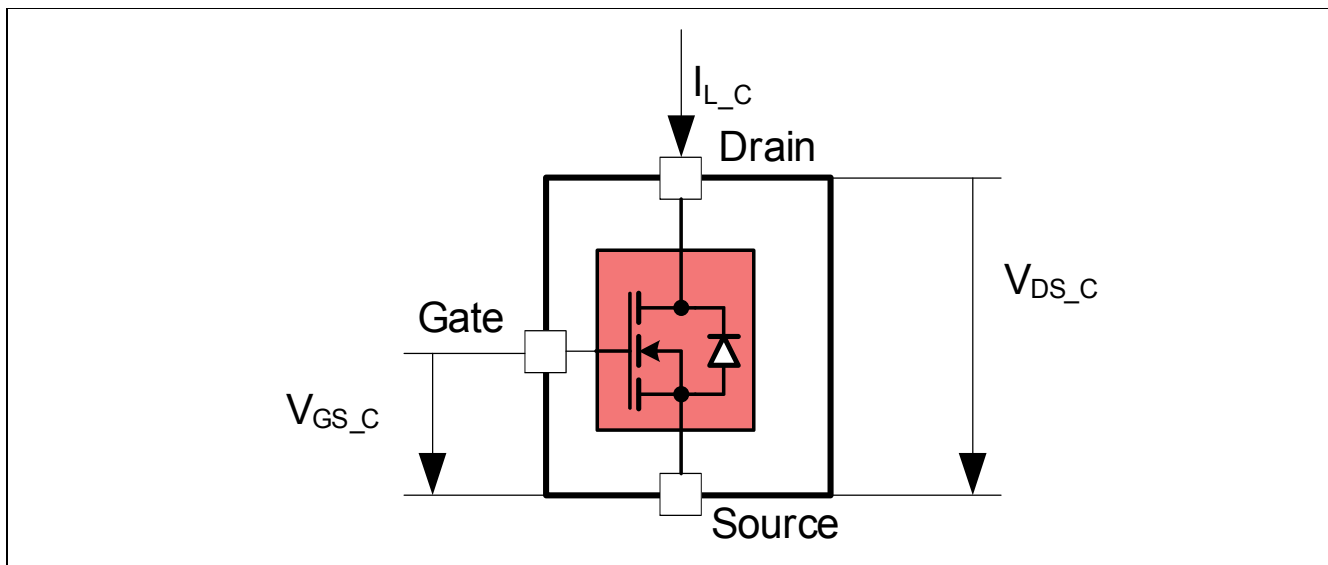 I_L_C
Drain
V_DS_C
Gate
V_GS_C
Source